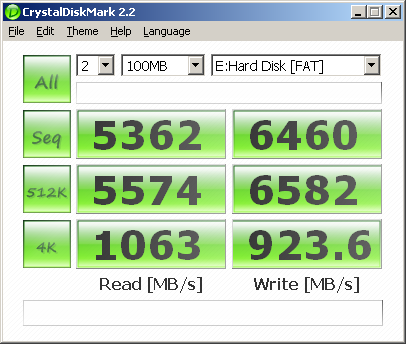 CrystalDiskMark 2.2
File Edit Theme Help Language
All 2 100MB E:Hard Disk [FAT]
Seq 5362 6460
512K 5574 6582
4K 1063 923.6
Read [MB/s] Write [MB/s]